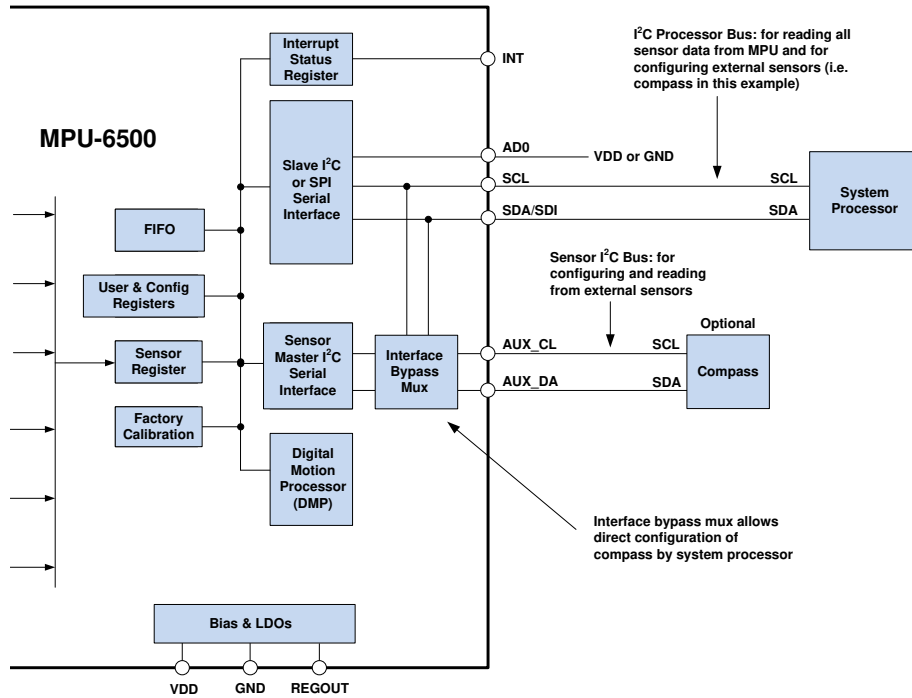 I²C Processor Bus: for reading all
sensor data from MPU and for
configuring external sensors (i.e.
compass in this example)
Interrupt
Status
Register
INT
MPU-6500
Slave I²C
or SPI
Serial
Interface
AD0
VDD or GND
SCL
SCL
SDA/SDI
SDA
System
Processor
FIFO
User & Config
Registers
Sensor I²C Bus: for
configuring and reading
from external sensors
Sensor
Register
Sensor
Master I²C
Serial
Interface
Interface
Bypass
Mux
AUX_CL
SCL
AUX_DA
SDA
Optional
Compass
Factory
Calibration
Digital
Motion
Processor
(DMP)
Interface bypass mux allows
direct configuration of
compass by system processor
Bias & LDOs
VDD
GND
REGOUT